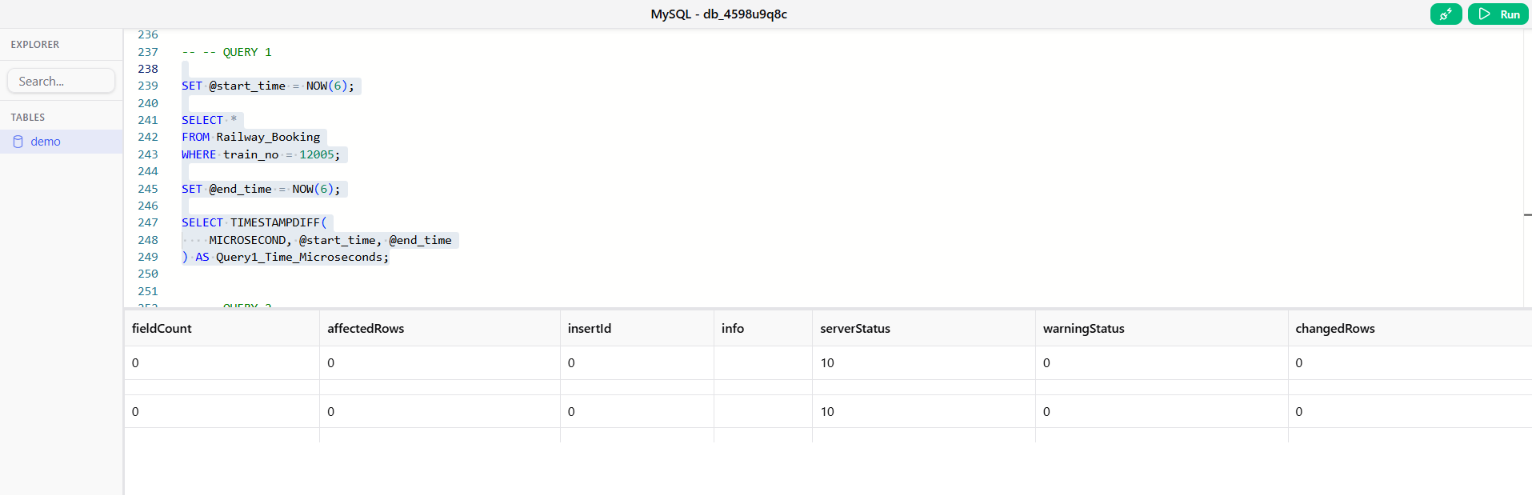 MySQL - db_4598u9q8c
Run
EXPLORER
Search...
TABLES
demo
236
237 -- -- QUERY 1
238
239 SET @start_time = NOW(6);
240
241 SELECT *
242 FROM Railway_Booking
243 WHERE train_no = 12005;
244
245 SET @end_time = NOW(6);
246
247 SELECT TIMESTAMPDIFF(
248 MICROSECOND, @start_time, @end_time
249 ) AS Query1_Time_Microseconds;
250
251
fieldCount affectedRows insertId info serverStatus warningStatus changedRows
0 0 0 10 0 0
0 0 0 10 0 0